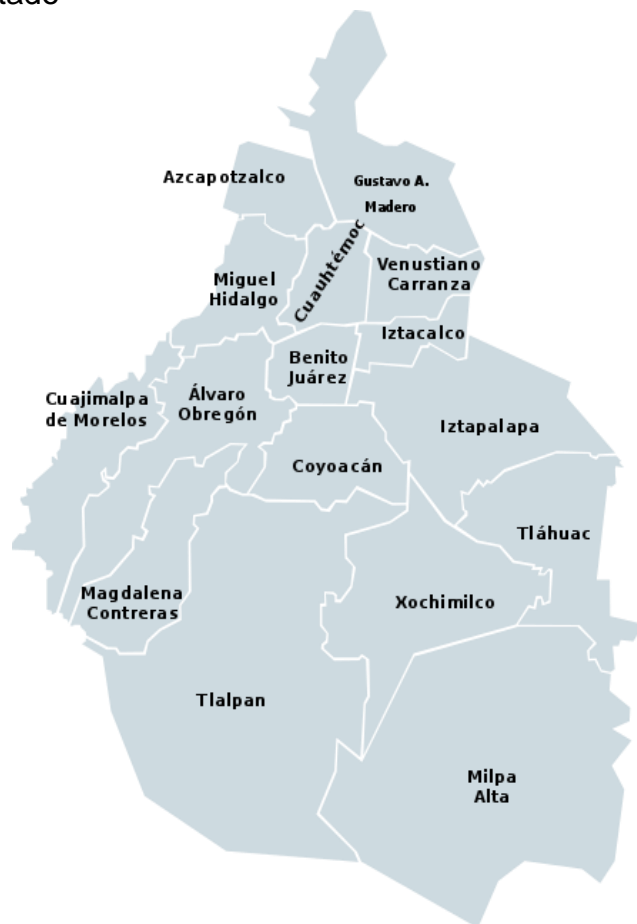 Azcapotzalco
Gustavo A.
Madero
Cuauhtémoc
Venustiano
Carranza
Miguel
Hidalgo
Iztacalco
Benito
Juárez
Cuajimalpa
de Morelos
Álvaro
Obregón
Iztapalapa
Coyoacán
Tláhuac
Magdalena
Contreras
Xochimilco
Tlalpan
Milpa
Alta